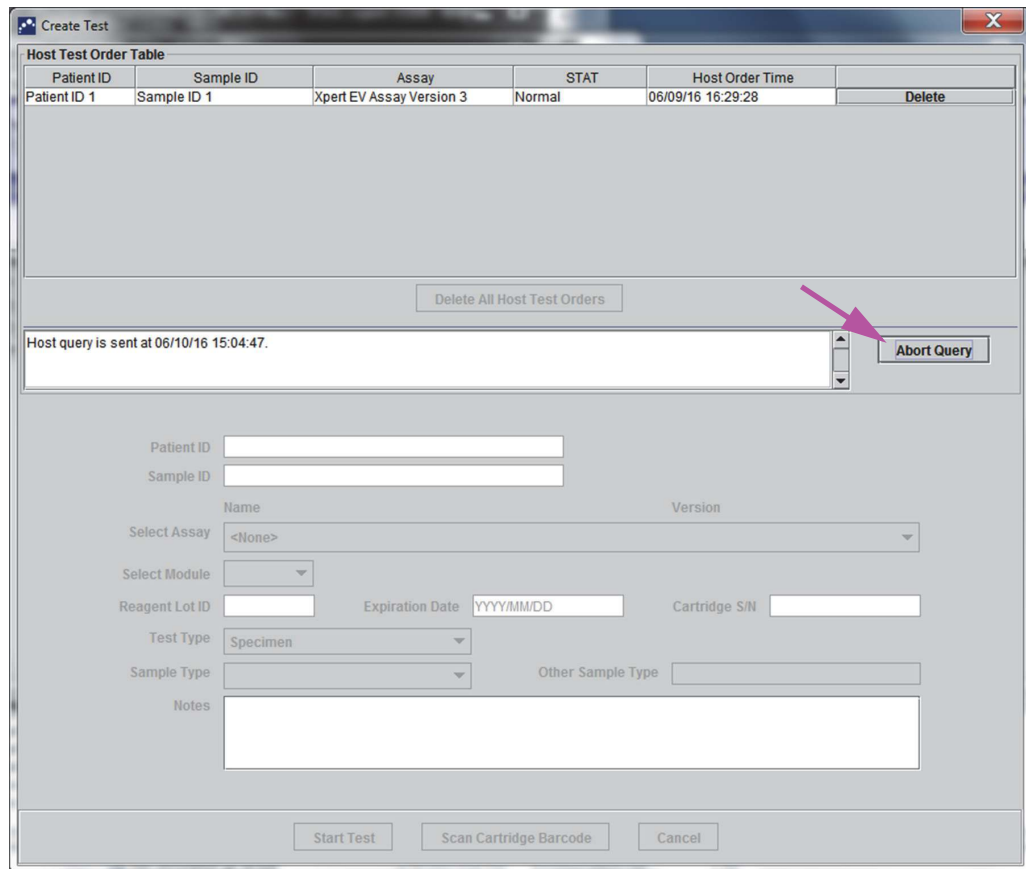 Create Test
Host Test Order Table
Patient ID Sample ID Assay STAT Host Order Time
Patient ID 1 Sample ID 1 Xpert EV Assay Version 3 Normal 06/09/16 16:29:28 Delete
Delete All Host Test Orders
Host query is sent at 06/10/16 15:04:47.
Abort Query
Patient ID
Sample ID
Name Version
Select Assay <None>
Select Module
Reagent Lot ID Expiration Date YYYY/MM/DD Cartridge S/N
Test Type Specimen
Sample Type Other Sample Type
Notes
Start Test Scan Cartridge Barcode Cancel